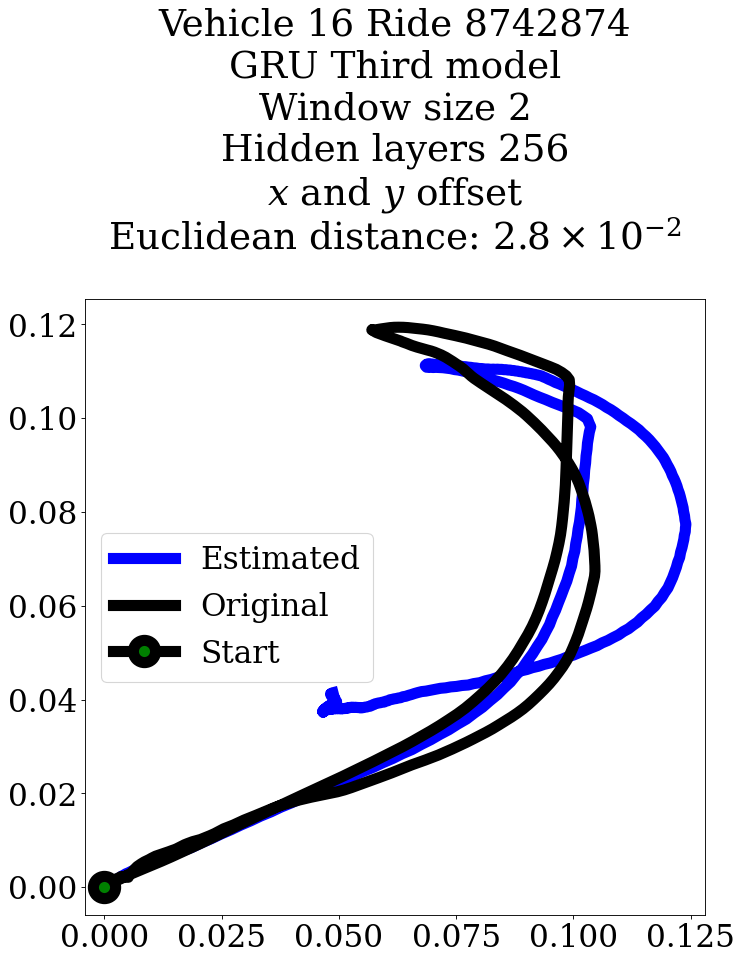 Vehicle 16 Ride 8742874
GRU Third model
Window size 2
Hidden layers 256
x and y offset
Euclidean distance: 2.8 × 10⁻²
0.12
0.10
0.08
0.06
0.04
0.02
0.00
Estimated
Original
Start
0.000 0.025 0.050 0.075 0.100 0.125